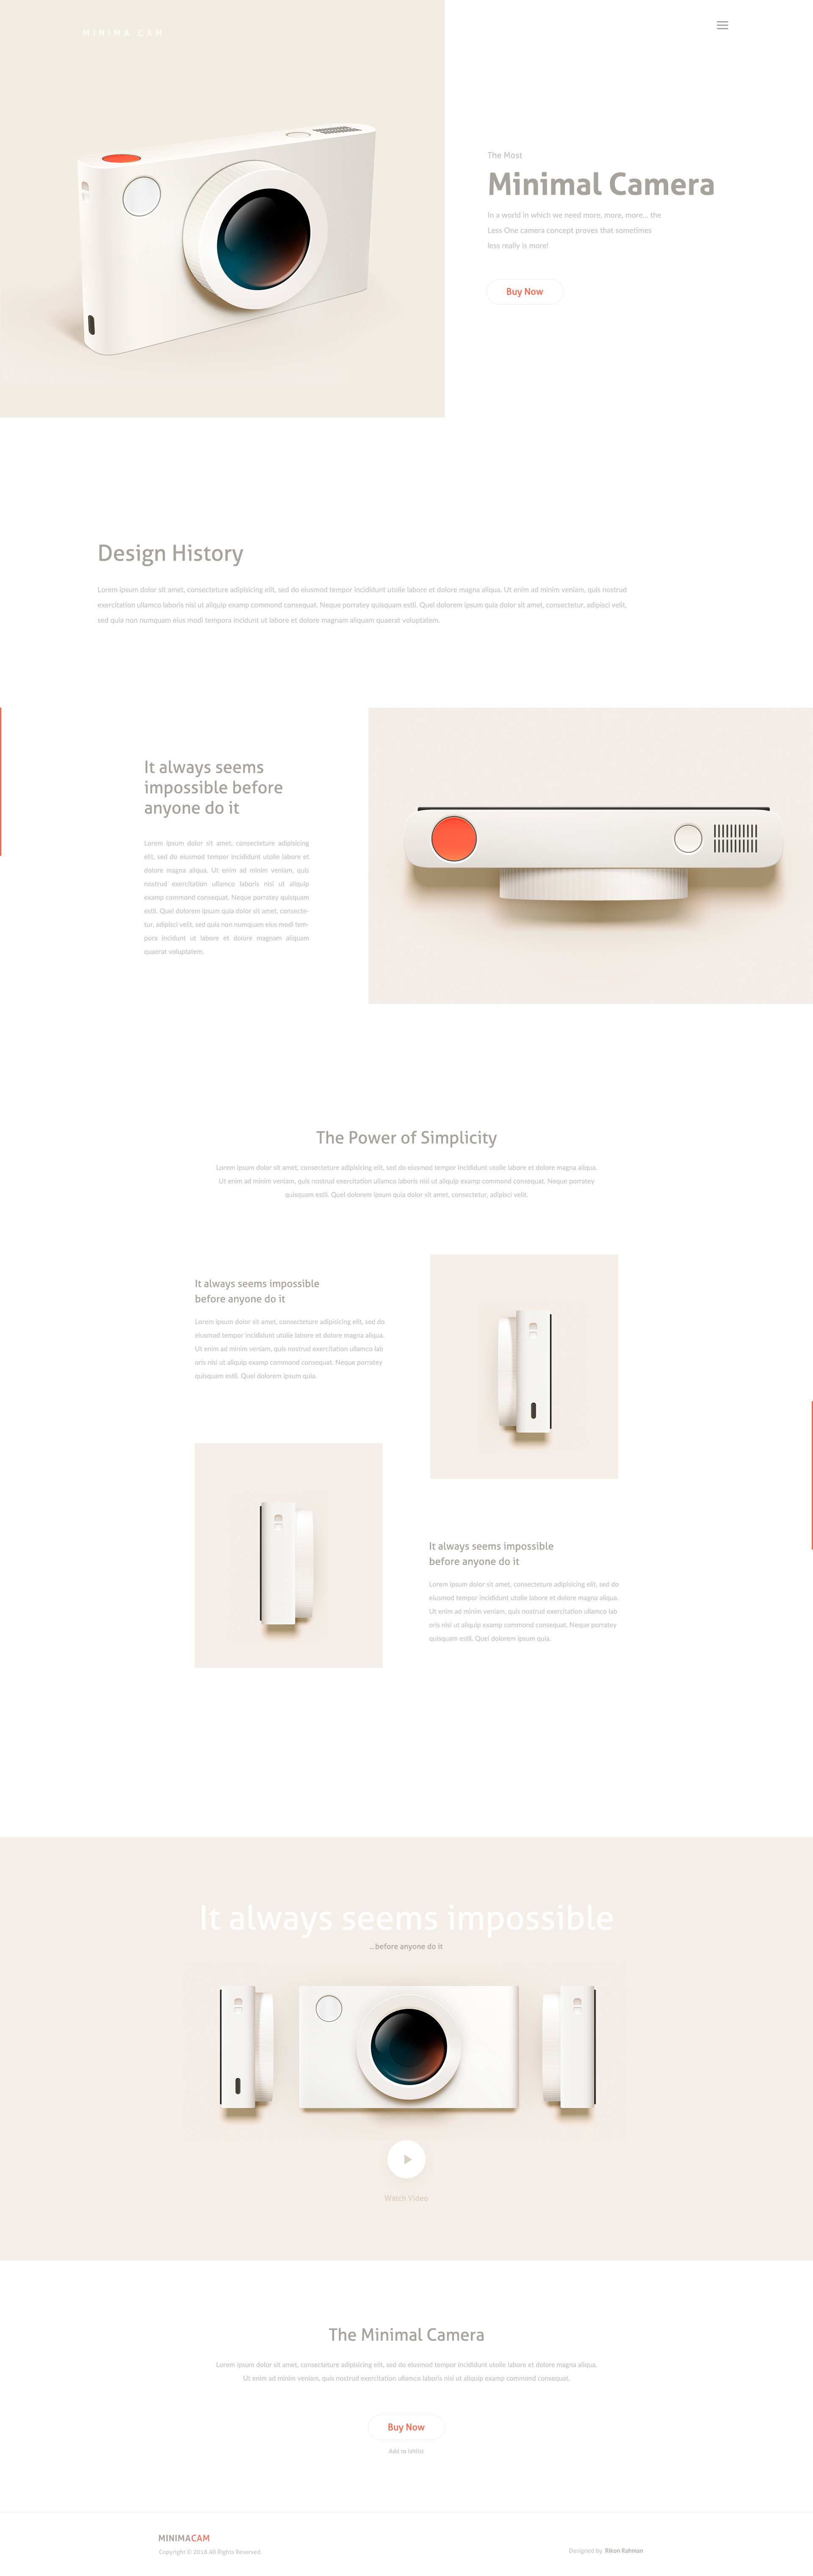 MINIMA CAM
The Most
Minimal Camera
In a world in which we need more, more, more... the
Less One camera concept proves that sometimes
less really is more!
Buy Now
Design History
Lorem ipsum dolor sit amet, consecteture adipisicing elit, sed do eiusmod tempor incididunt utolie labore et dolore magna aliqua. Ut enim ad minim veniam, quis nostrud
exercitation ullamco laboris nisi ut aliquip examp commond consequat. Neque porratey quisquam estl. Quel dolorem ipsum quia dolor sit amet, consectetur, adipisci velit,
sed quia non numquam eius modi tempora incidunt ut labore et dolore magnam aliquam quaerat voluptatem.
It always seems
impossible before
anyone do it
Lorem ipsum dolor sit amet, consecteture adipisicing
elit, sed do eiusmod tempor incididunt utolie labore et
dolore magna aliqua. Ut enim ad minim veniam, quis
nostrud exercitation ullamco laboris nisi ut aliquip
examp commond consequat. Neque porratey quisquam
estl. Quel dolorem ipsum quia dolor sit amet, consecte-
tur, adipisci velit, sed quia non numquam eius modi tem-
pora incidunt ut labore et dolore magnam aliquam
quaerat voluptatem.
The Power of Simplicity
Lorem ipsum dolor sit amet, consecteture adipisicing elit, sed do eiusmod tempor incididunt utolie labore et dolore magna aliqua.
Ut enim ad minim veniam, quis nostrud exercitation ullamco laboris nisi ut aliquip examp commond consequat. Neque porratey
quisquam estl. Quel dolorem ipsum quia dolor sit amet, consectetur, adipisci velit.
It always seems impossible
before anyone do it
Lorem ipsum dolor sit amet, consecteture adipisicing elit, sed do
eiusmod tempor incididunt utolie labore et dolore magna aliqua.
Ut enim ad minim veniam, quis nostrud exercitation ullamco lab
oris nisi ut aliquip examp commond consequat. Neque porratey
quisquam estl. Quel dolorem ipsum quia.
It always seems impossible
before anyone do it
Lorem ipsum dolor sit amet, consecteture adipisicing elit, sed do
eiusmod tempor incididunt utolie labore et dolore magna aliqua.
Ut enim ad minim veniam, quis nostrud exercitation ullamco lab
oris nisi ut aliquip examp commond consequat. Neque porratey
quisquam estl. Quel dolorem ipsum quia.
It always seems impossible
...before anyone do it
Watch Video
The Minimal Camera
Lorem ipsum dolor sit amet, consecteture adipisicing elit, sed do eiusmod tempor incididunt utolie labore et dolore magna aliqua.
Ut enim ad minim veniam, quis nostrud exercitation ullamco laboris nisi ut aliquip examp commond consequat.
Buy Now
Add to
MINIMACAM
Copyright © 2018 All Rights Reserved.
Designed by Rikon Rahman